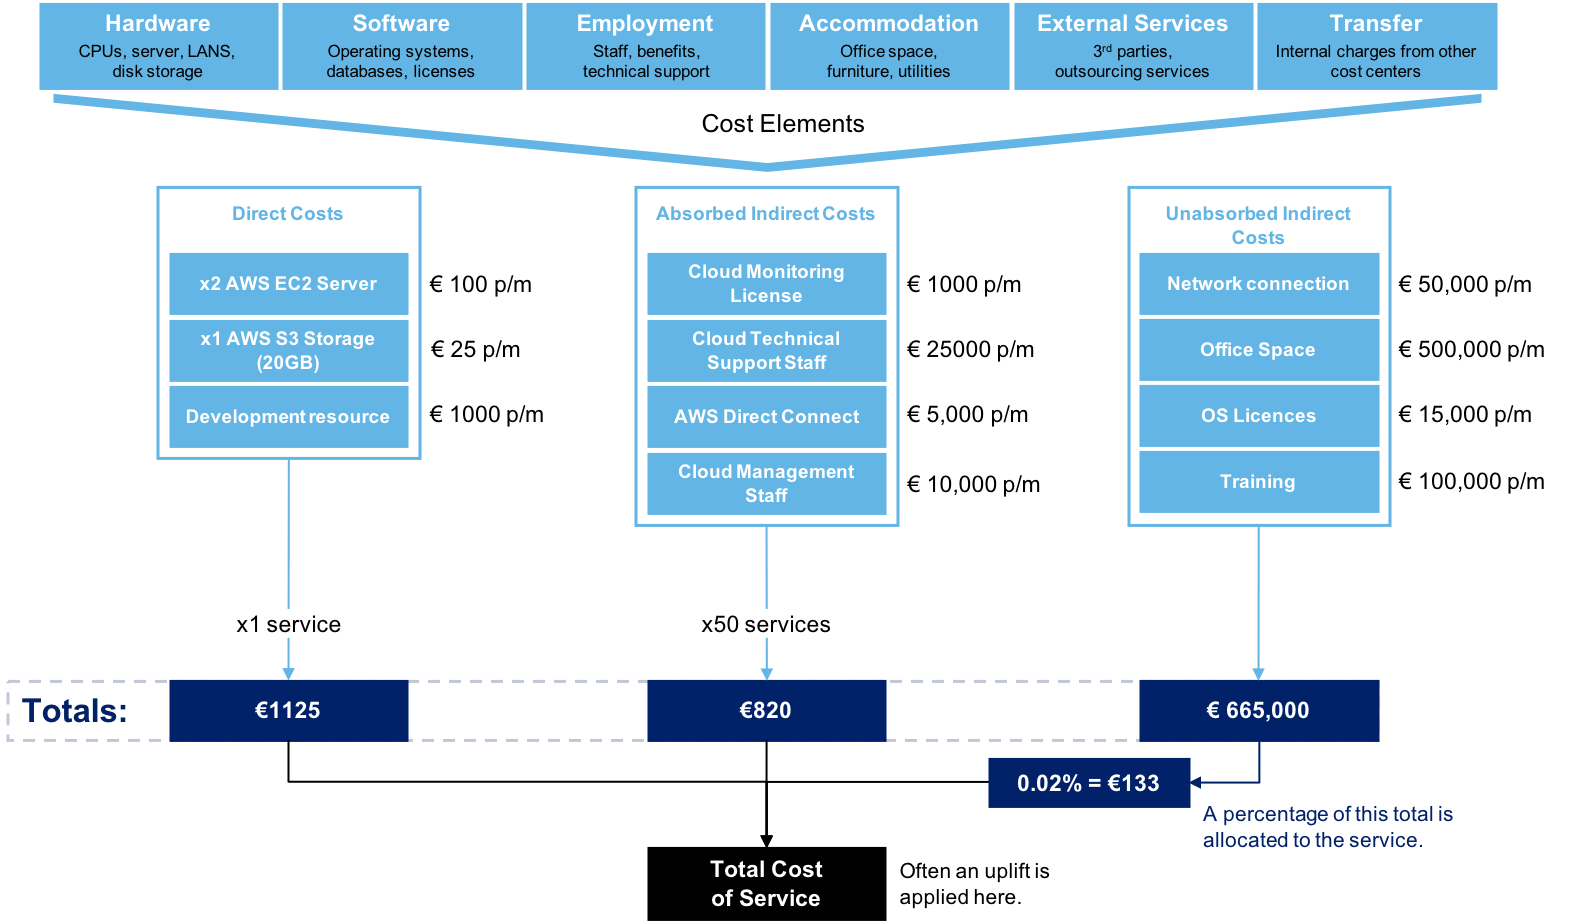 Hardware
CPUs, server, LANS,
disk storage
Software
Operating systems,
databases, licenses
Employment
Staff, benefits,
technical support
Accommodation
Office space,
furniture, utilities
External Services
3rd parties,
outsourcing services
Transfer
Internal charges from other
cost centers
Cost Elements
Direct Costs
x2 AWS EC2 Server
€ 100 p/m
x1 AWS S3 Storage
(20GB)
€ 25 p/m
Development resource
€ 1000 p/m
Absorbed Indirect Costs
Cloud Monitoring
License
€ 1000 p/m
Cloud Technical
Support Staff
€ 25000 p/m
AWS Direct Connect
€ 5,000 p/m
Cloud Management
Staff
€ 10,000 p/m
Unabsorbed Indirect
Costs
Network connection
€ 50,000 p/m
Office Space
€ 500,000 p/m
OS Licences
€ 15,000 p/m
Training
€ 100,000 p/m
x1 service
x50 services
Totals:
€1125
€820
€ 665,000
0.02% = €133
A percentage of this total is
allocated to the service.
Total Cost
of Service
Often an uplift is
applied here.